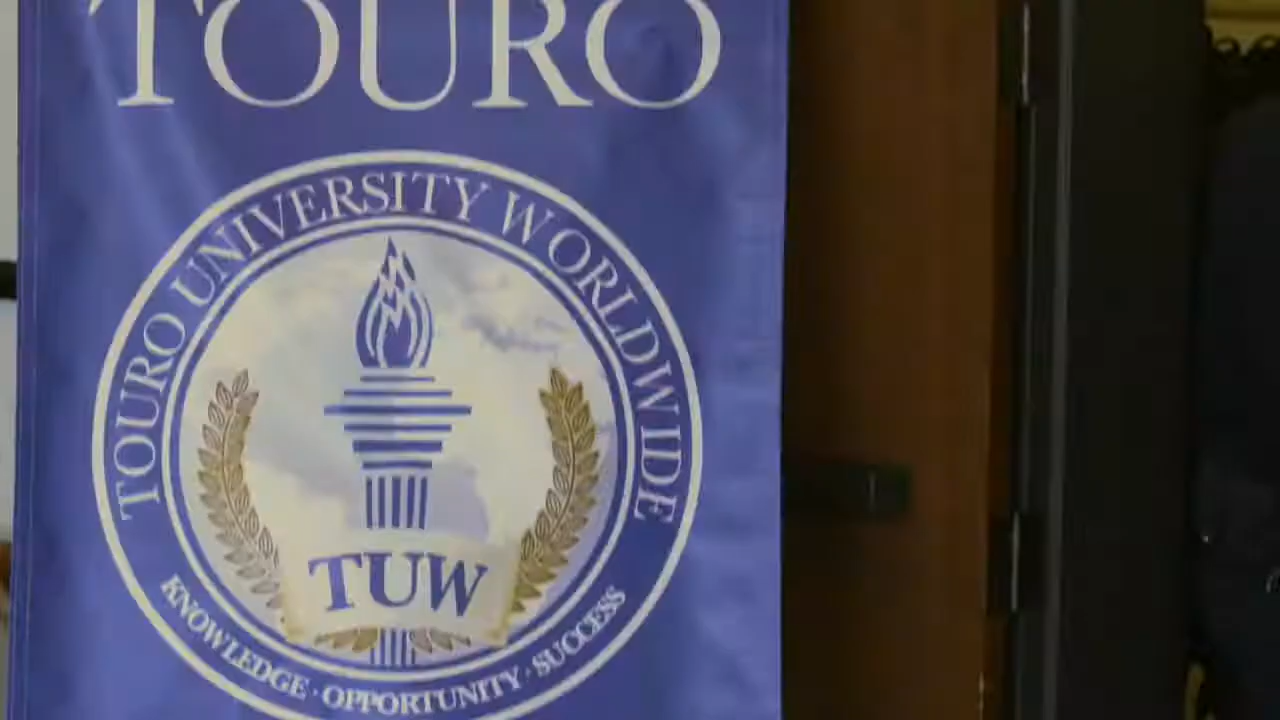 TOURO
TOURO UNIVERSITY WORLDWIDE
TUW
KNOWLEDGE · OPPORTUNITY · SUCCESS